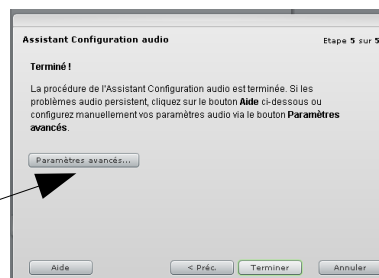 Assistant Configuration audio
Etape 5 sur 5
Terminé !
La procédure de l'Assistant Configuration audio est terminée. Si les
problèmes audio persistent, cliquez sur le bouton Aide ci-dessous ou
configurez manuellement vos paramètres audio via le bouton Paramètres
avancés.
Paramètres avancés...
Aide
< Préc.
Terminer
Annuler